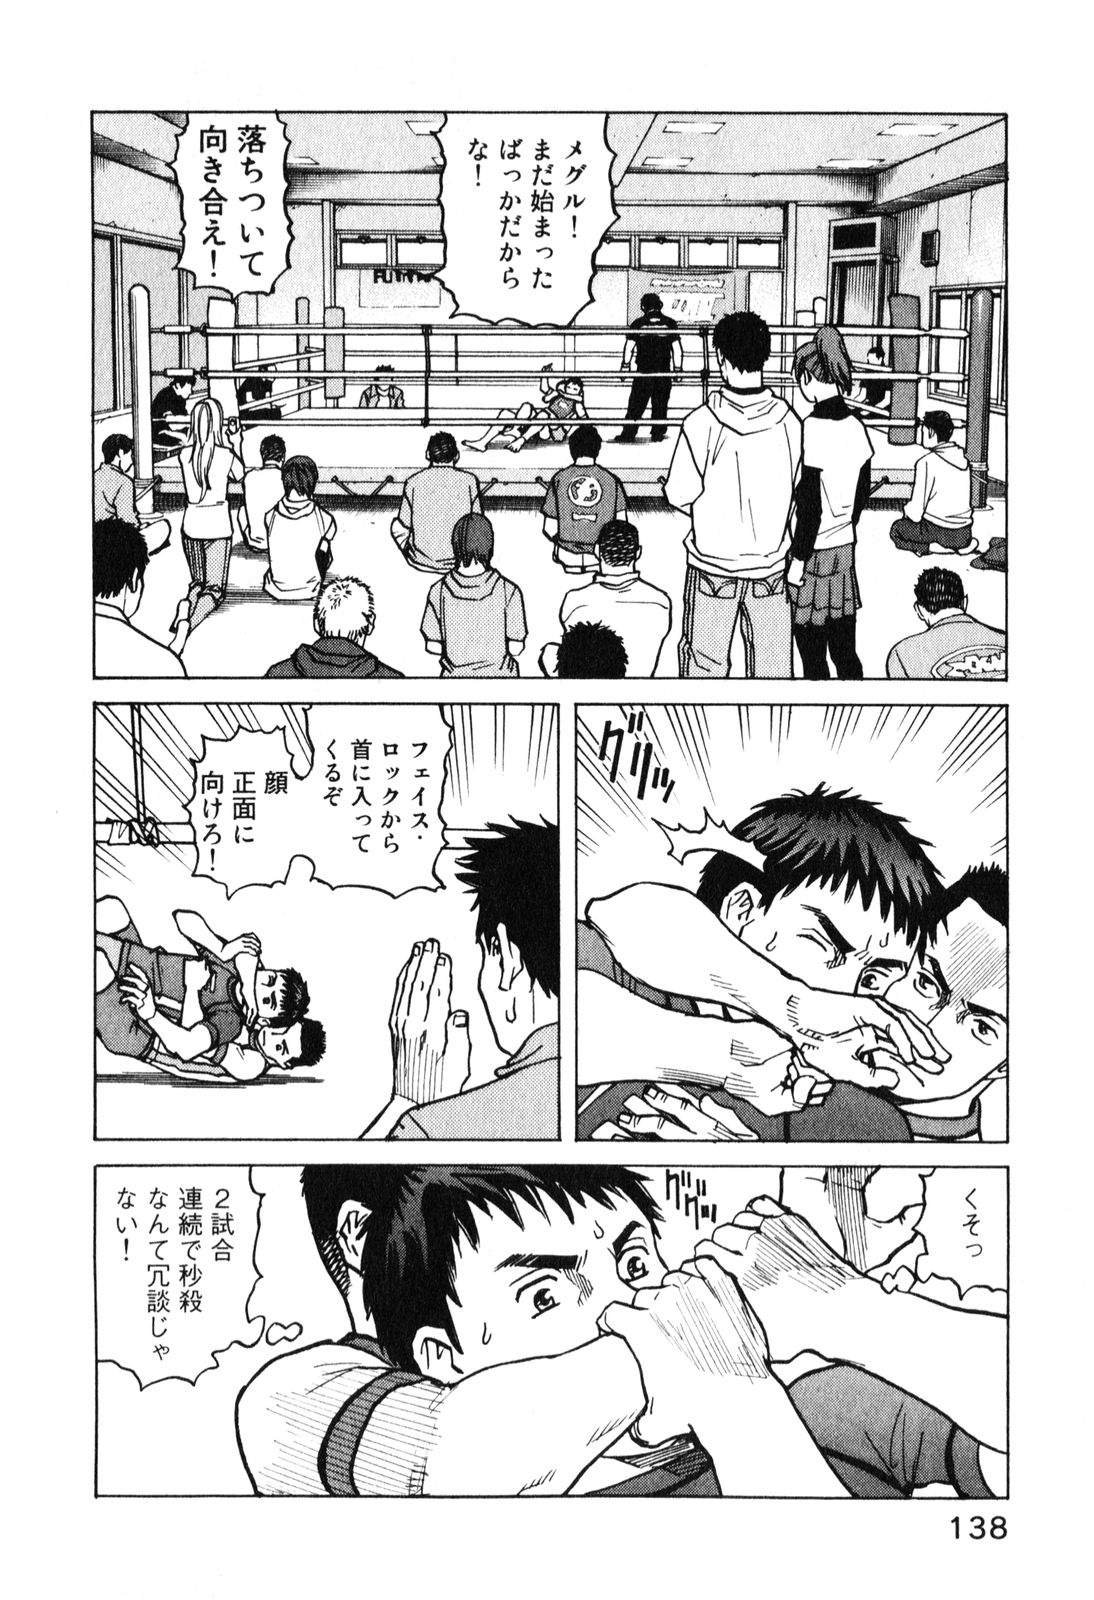 メグル！
まだ始まった
ばっかだから
な！
落ちついて
向き合え！
グググッ
フェイス・
ロックから
首に入って
くるぞ
顔
正面に
向けろ！
くそっ
グググッ
２試合
連続で秒殺
なんて冗談じゃ
ない！
138